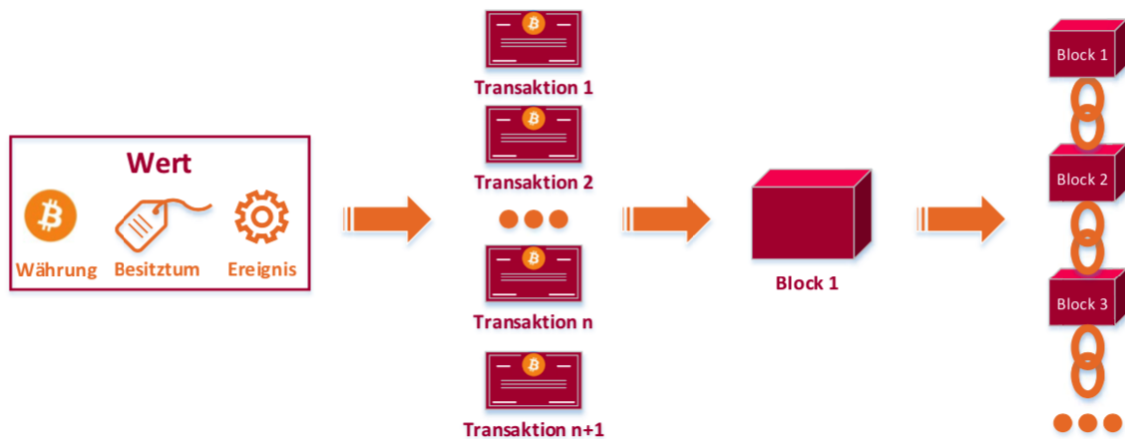 Wert
Währung Besitztum Ereignis
Transaktion 1
Transaktion 2
Transaktion n
Transaktion n+1
Block 1
Block 1
Block 2
Block 3